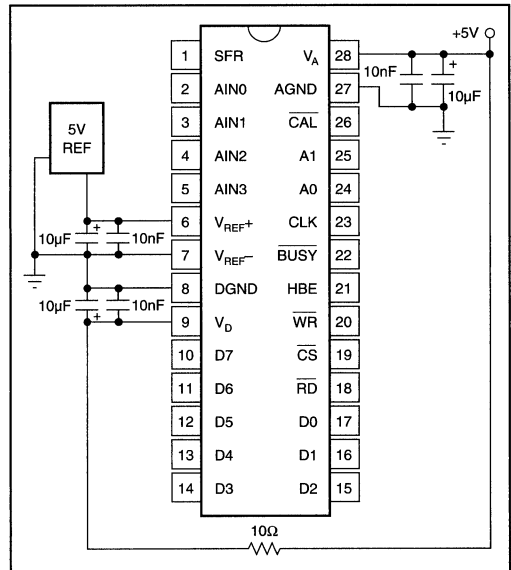 +5V
1 SFR VA 28
10nF
+
2 AIN0 AGND 27
10µF
3 AIN1 CAL 26
5V
REF
4 AIN2 A1 25
5 AIN3 A0 24
6 VREF+ CLK 23
10µF + 10nF
7 VREF– BUSY 22
8 DGND HBE 21
10µF + 10nF
9 VD WR 20
10 D7 CS 19
11 D6 RD 18
12 D5 D0 17
13 D4 D1 16
14 D3 D2 15
10Ω